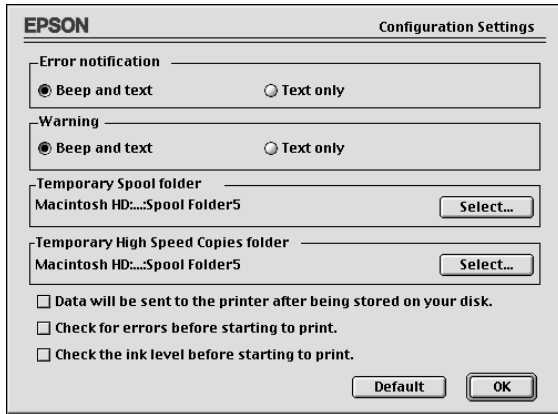 EPSON Configuration Settings
Error notification
Beep and text Text only
Warning
Beep and text Text only
Temporary Spool folder
Macintosh HD:...:Spool Folder5 Select...
Temporary High Speed Copies folder
Macintosh HD:...:Spool Folder5 Select...
Data will be sent to the printer after being stored on your disk.
Check for errors before starting to print.
Check the ink level before starting to print.
Default OK